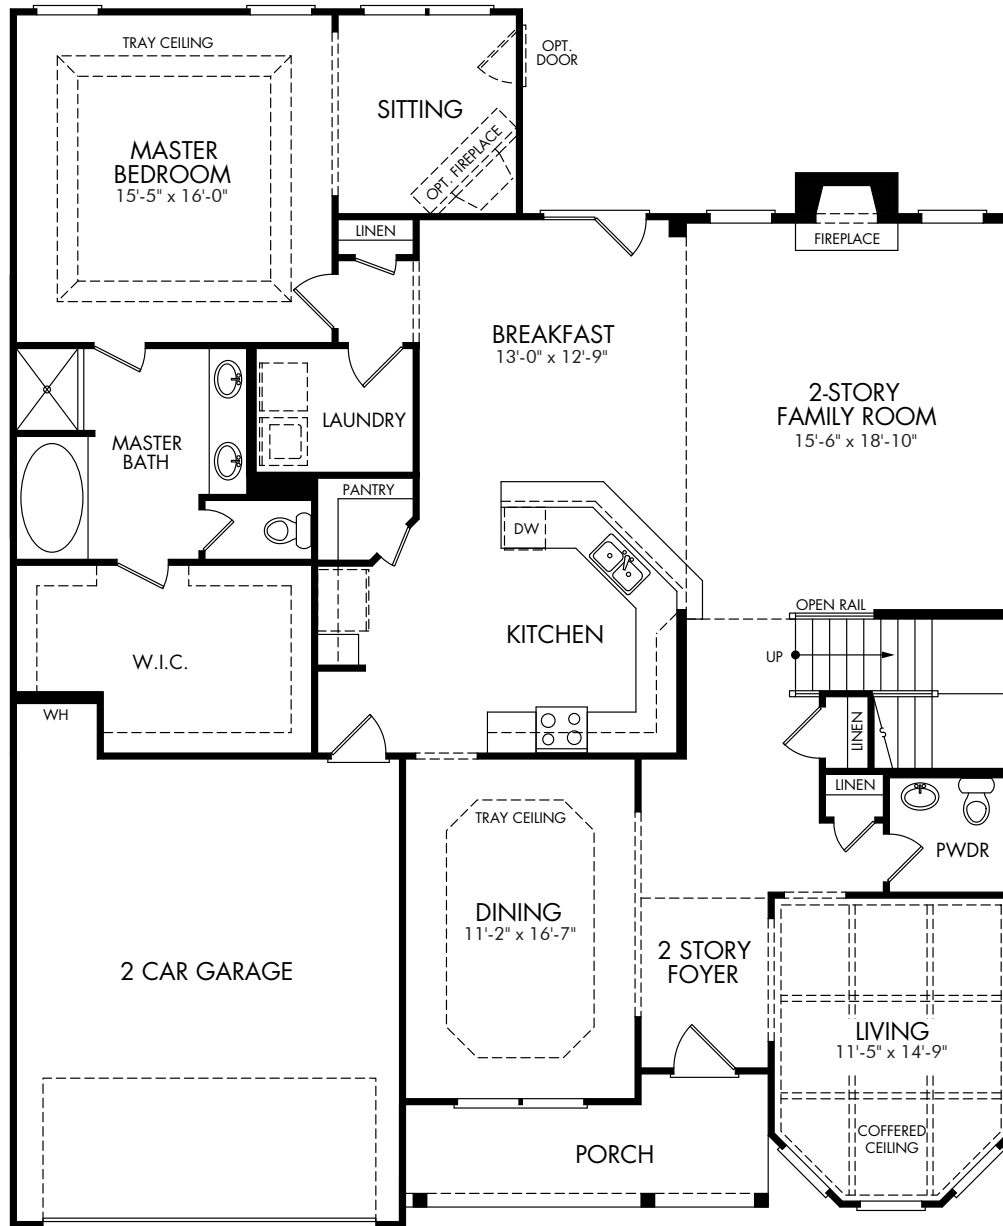 TRAY CEILING
OPT.
DOOR
SITTING
MASTER
BEDROOM
15'-5" x 16'-0"
OPT. FIREPLACE
LINEN
FIREPLACE
BREAKFAST
13'-0" x 12'-9"
2-STORY
FAMILY ROOM
15'-6" x 18'-10"
LAUNDRY
MASTER
BATH
PANTRY
DW
OPEN RAIL
KITCHEN
UP
W.I.C.
WH
LINEN
LINEN
TRAY CEILING
PWDR
DINING
11'-2" x 16'-7"
2 STORY
FOYER
2 CAR GARAGE
LIVING
11'-5" x 14'-9"
COFFERED
CEILING
PORCH